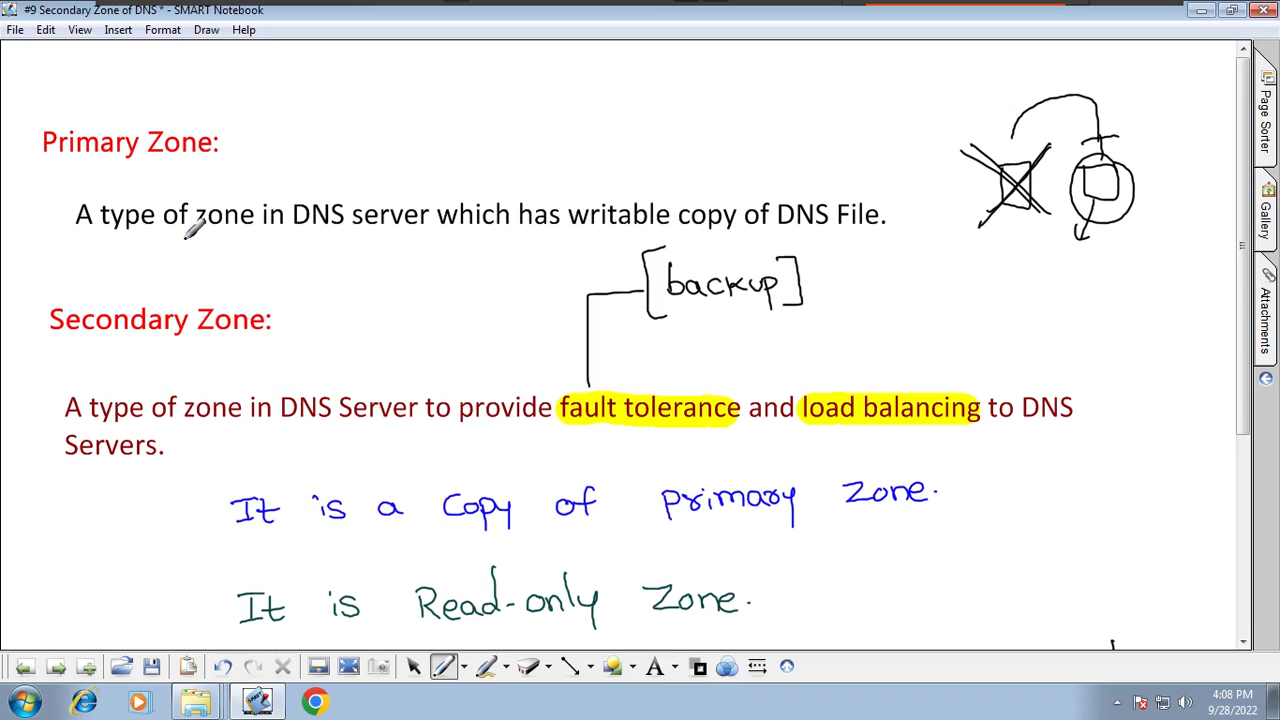 #9 Secondary Zone of DNS * - SMART Notebook
File Edit View Insert Format Draw Help
Primary Zone:
A type of zone in DNS server which has writable copy of DNS File.
[backup]
Secondary Zone:
A type of zone in DNS Server to provide fault tolerance and load balancing to DNS
Servers.
It is a copy of primary zone.
It is Read-only Zone.
Page Sorter
Gallery
Attachments
4:08 PM
9/28/2022